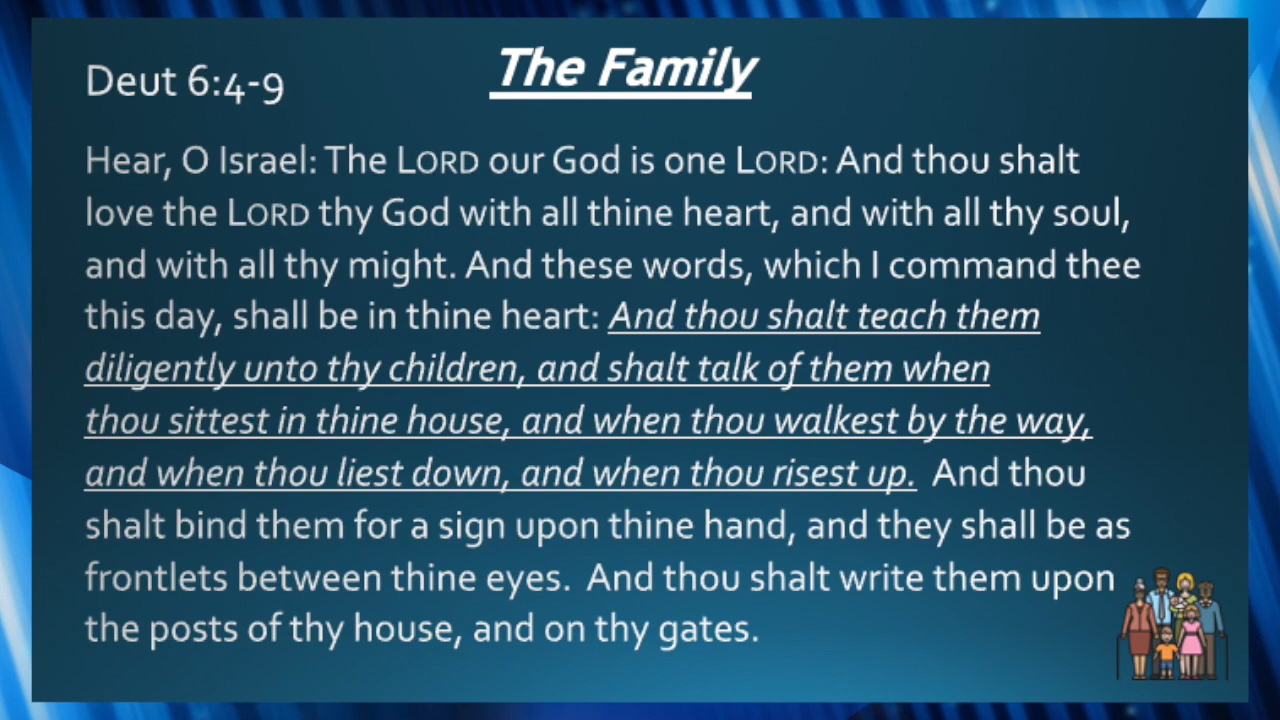 The Family
Deut 6:4-9
Hear, O Israel: The LORD our God is one LORD: And thou shalt
love the LORD thy God with all thine heart, and with all thy soul,
and with all thy might. And these words, which I command thee
this day, shall be in thine heart: And thou shalt teach them
diligently unto thy children, and shalt talk of them when
thou sittest in thine house, and when thou walkest by the way,
and when thou liest down, and when thou risest up.  And thou
shalt bind them for a sign upon thine hand, and they shall be as
frontlets between thine eyes.  And thou shalt write them upon
the posts of thy house, and on thy gates.